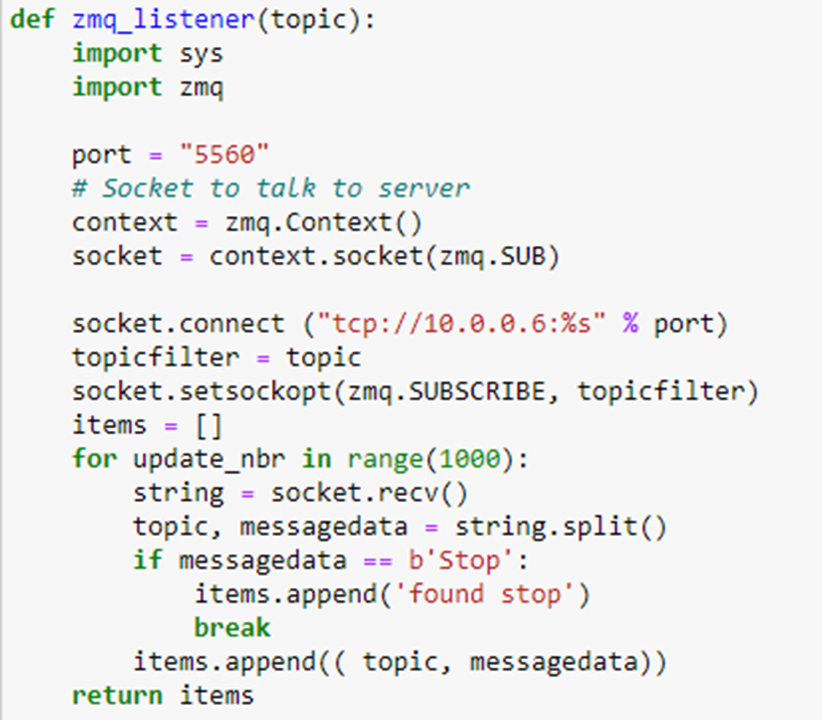 def zmq_listener(topic):
    import sys
    import zmq

    port = "5560"
    # Socket to talk to server
    context = zmq.Context()
    socket = context.socket(zmq.SUB)

    socket.connect ("tcp://10.0.0.6:%s" % port)
    topicfilter = topic
    socket.setsockopt(zmq.SUBSCRIBE, topicfilter)
    items = []
    for update_nbr in range(1000):
        string = socket.recv()
        topic, messagedata = string.split()
        if messagedata == b'Stop':
            items.append('found stop')
            break
        items.append(( topic, messagedata))
    return items